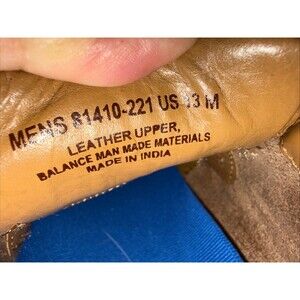 MENS 81410-221 US 13 M
LEATHER UPPER,
BALANCE MAN MADE MATERIALS
MADE IN INDIA